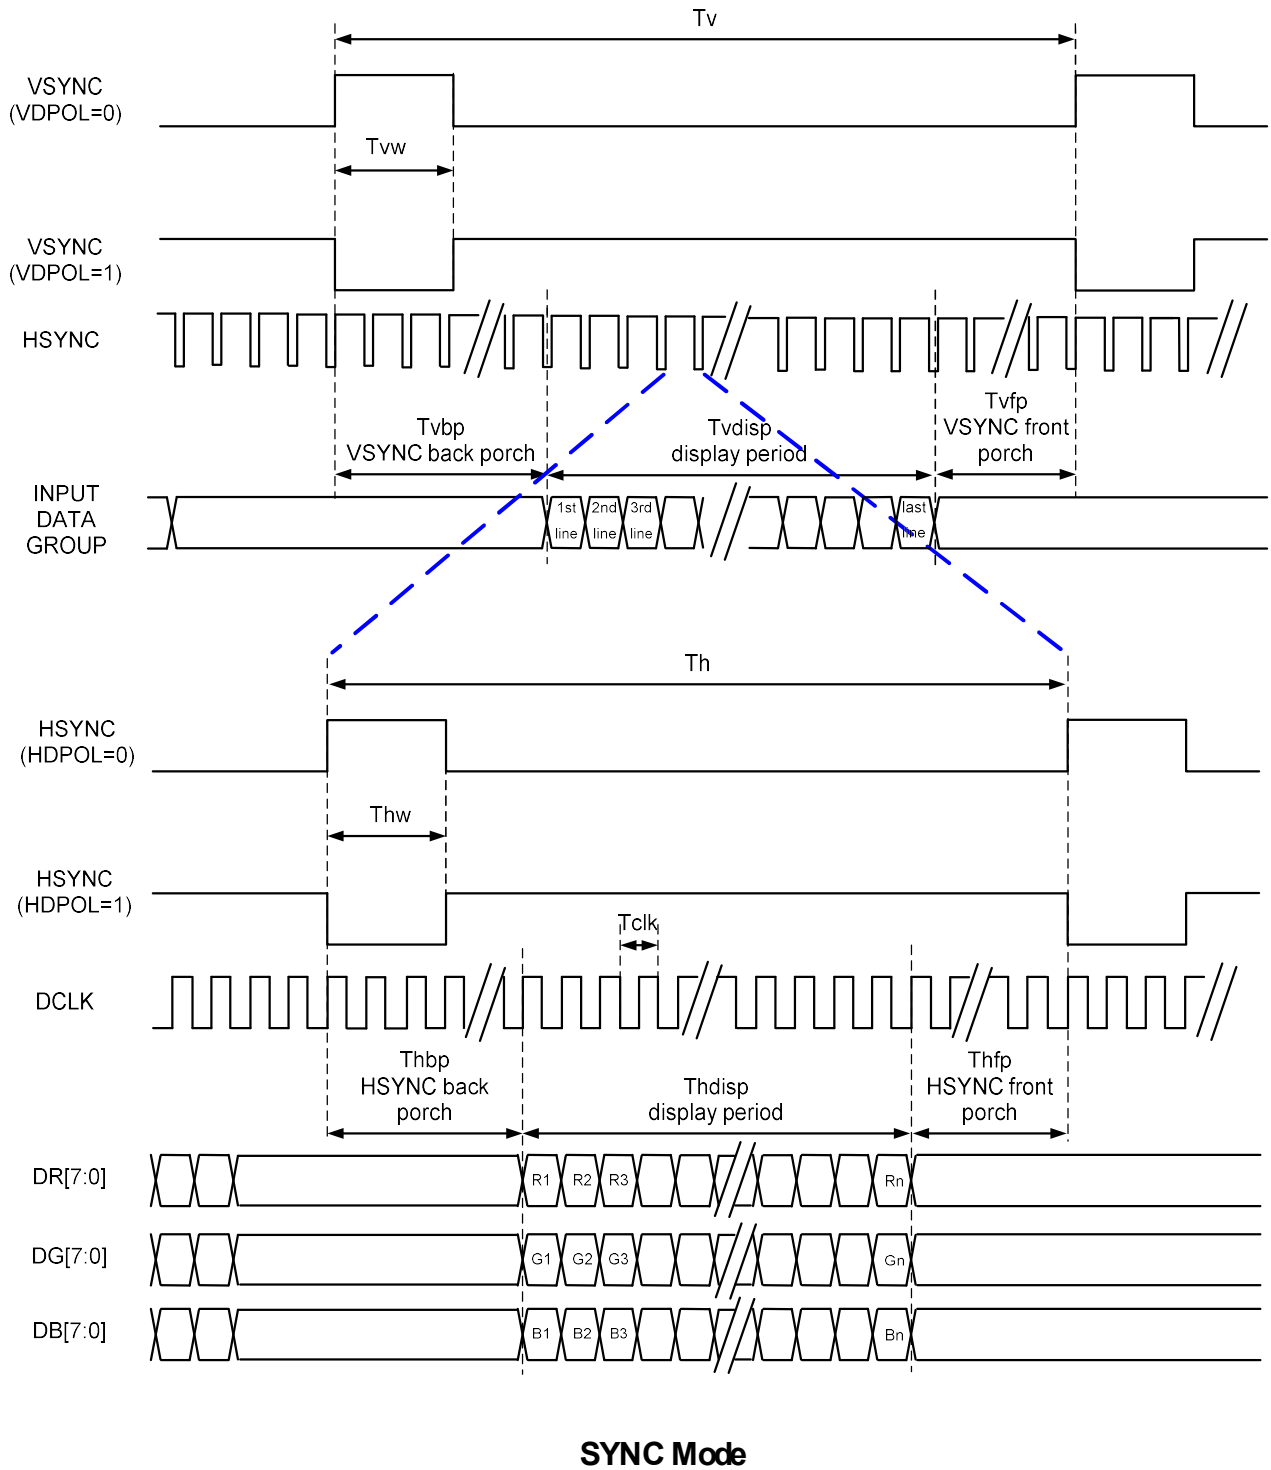 Tv
VSYNC
(VDPOL=0)
Tvw
VSYNC
(VDPOL=1)
HSYNC
Tvbp
VSYNC back porch
Tvdisp
display period
Tvfp
VSYNC front
porch
INPUT
DATA
GROUP
1st
line
2nd
line
3rd
line
last
line
Th
HSYNC
(HDPOL=0)
Thw
HSYNC
(HDPOL=1)
Tclk
DCLK
Thbp
HSYNC back
porch
Thdisp
display period
Thfp
HSYNC front
porch
DR[7:0]
R1 R2 R3 Rn
DG[7:0]
G1 G2 G3 Gn
DB[7:0]
B1 B2 B3 Bn
SYNC Mode